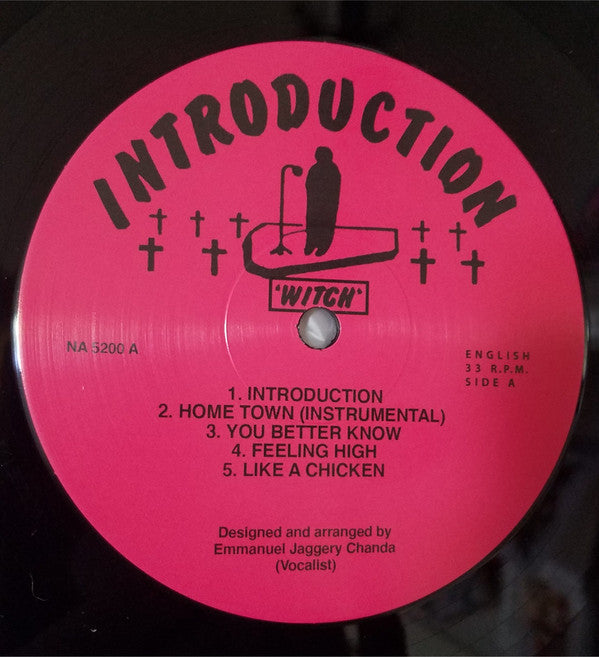 INTRODUCTION
'WITCH'
NA 5200 A
ENGLISH
33 R.P.M.
SIDE A
1. INTRODUCTION
2. HOME TOWN (INSTRUMENTAL)
3. YOU BETTER KNOW
4. FEELING HIGH
5. LIKE A CHICKEN
Designed and arranged by
Emmanuel Jaggery Chanda
(Vocalist)